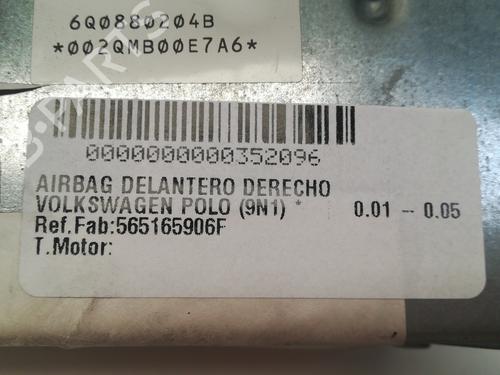 6Q0880204B
*002QMB00E7A6*
0000000000352096
AIRBAG DELANTERO DERECHO
VOLKSWAGEN POLO (9N1) * 0.01 - 0.05
Ref.Fab:565165906F
T.Motor: